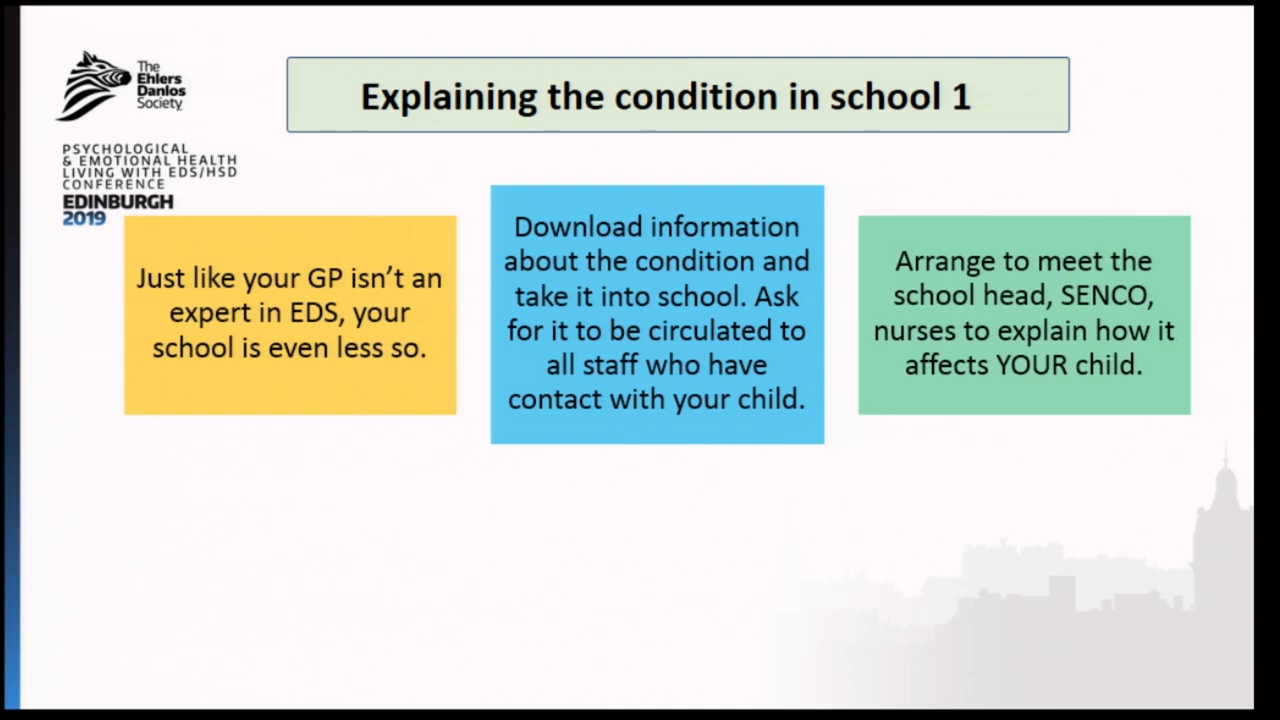 The
Ehlers
Danlos
Society
PSYCHOLOGICAL
& EMOTIONAL HEALTH
LIVING WITH EDS/HSD
CONFERENCE
EDINBURGH
2019
Explaining the condition in school 1
Just like your GP isn't an
expert in EDS, your
school is even less so.
Download information
about the condition and
take it into school. Ask
for it to be circulated to
all staff who have
contact with your child.
Arrange to meet the
school head, SENCO,
nurses to explain how it
affects YOUR child.